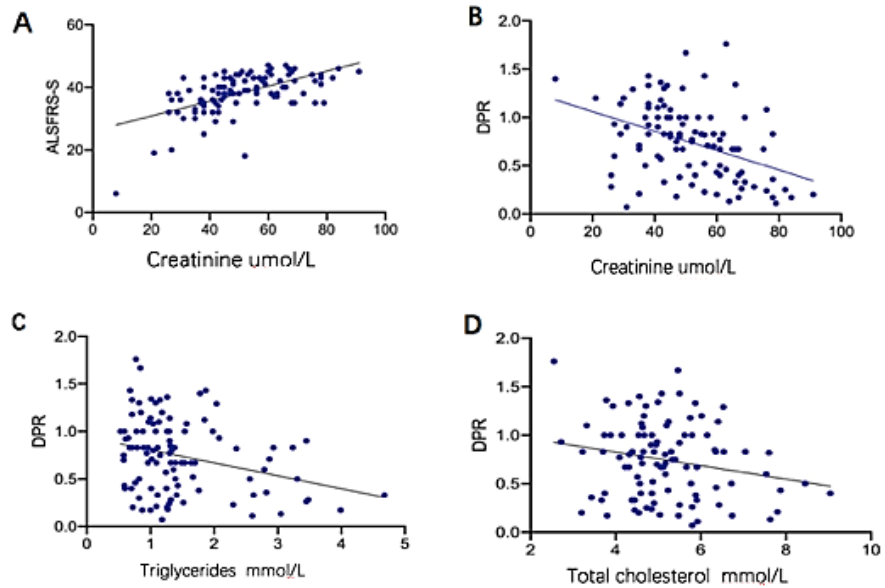 A
60
40
20
0
ALSFRS-S
0 20 40 60 80 100
Creatinine umol/L
B
2.0
1.5
1.0
0.5
0.0
DPR
0 20 40 60 80 100
Creatinine umol/L
C
2.0
1.5
1.0
0.5
0.0
DPR
0 1 2 3 4 5
Triglycerides mmol/L
D
2.0
1.5
1.0
0.5
0.0
DPR
2 4 6 8 10
Total cholesterol mmol/L